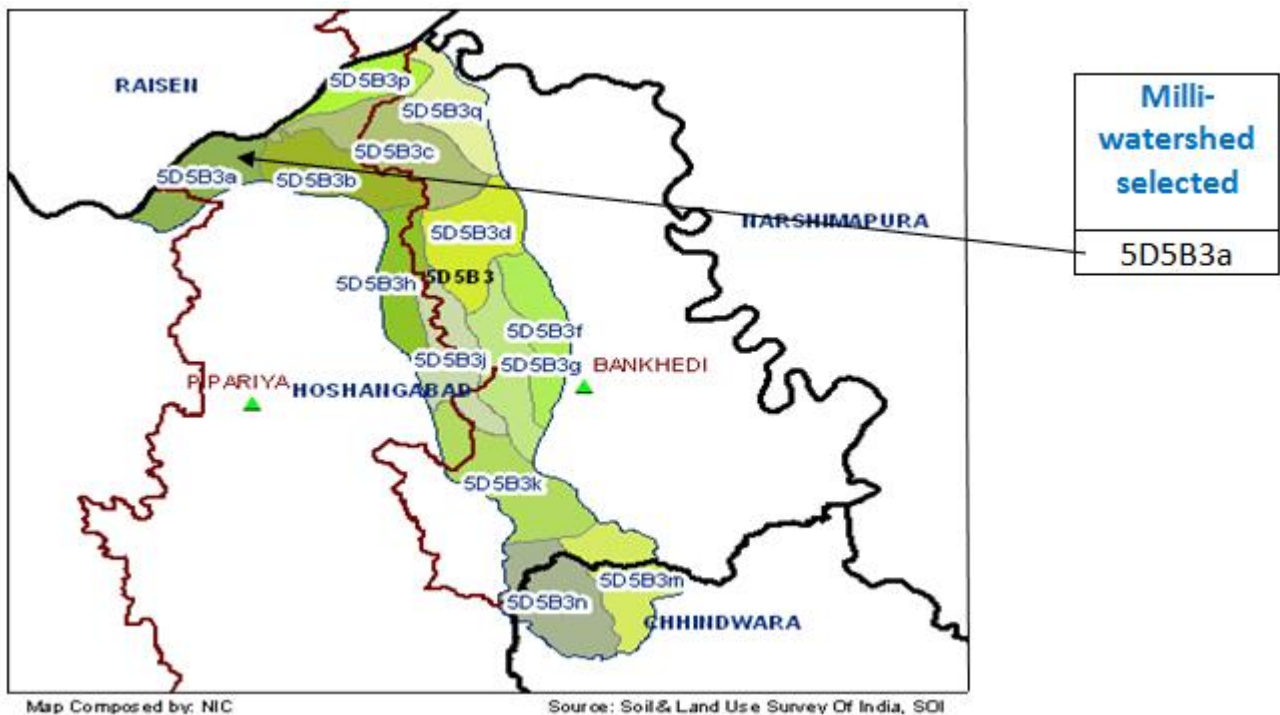 RAISEN
5D5B3p
5D5B3q
5D5B3c
5D5B3a
5D5B3b
5D5B3d
HARSHIMAPURA
5D5B3h
5D5B3
5D5B3f
5D5B3j
5D5B3g
BANKHEDI
PIPARIYA
HOSHANGABAD
5D5B3k
5D5B3m
5D5B3n
CHHINDWARA
Map Composed by: NIC
Source: Soil& Land Use Survey Of India, SOI
Milli-
watershed
selected
5D5B3a